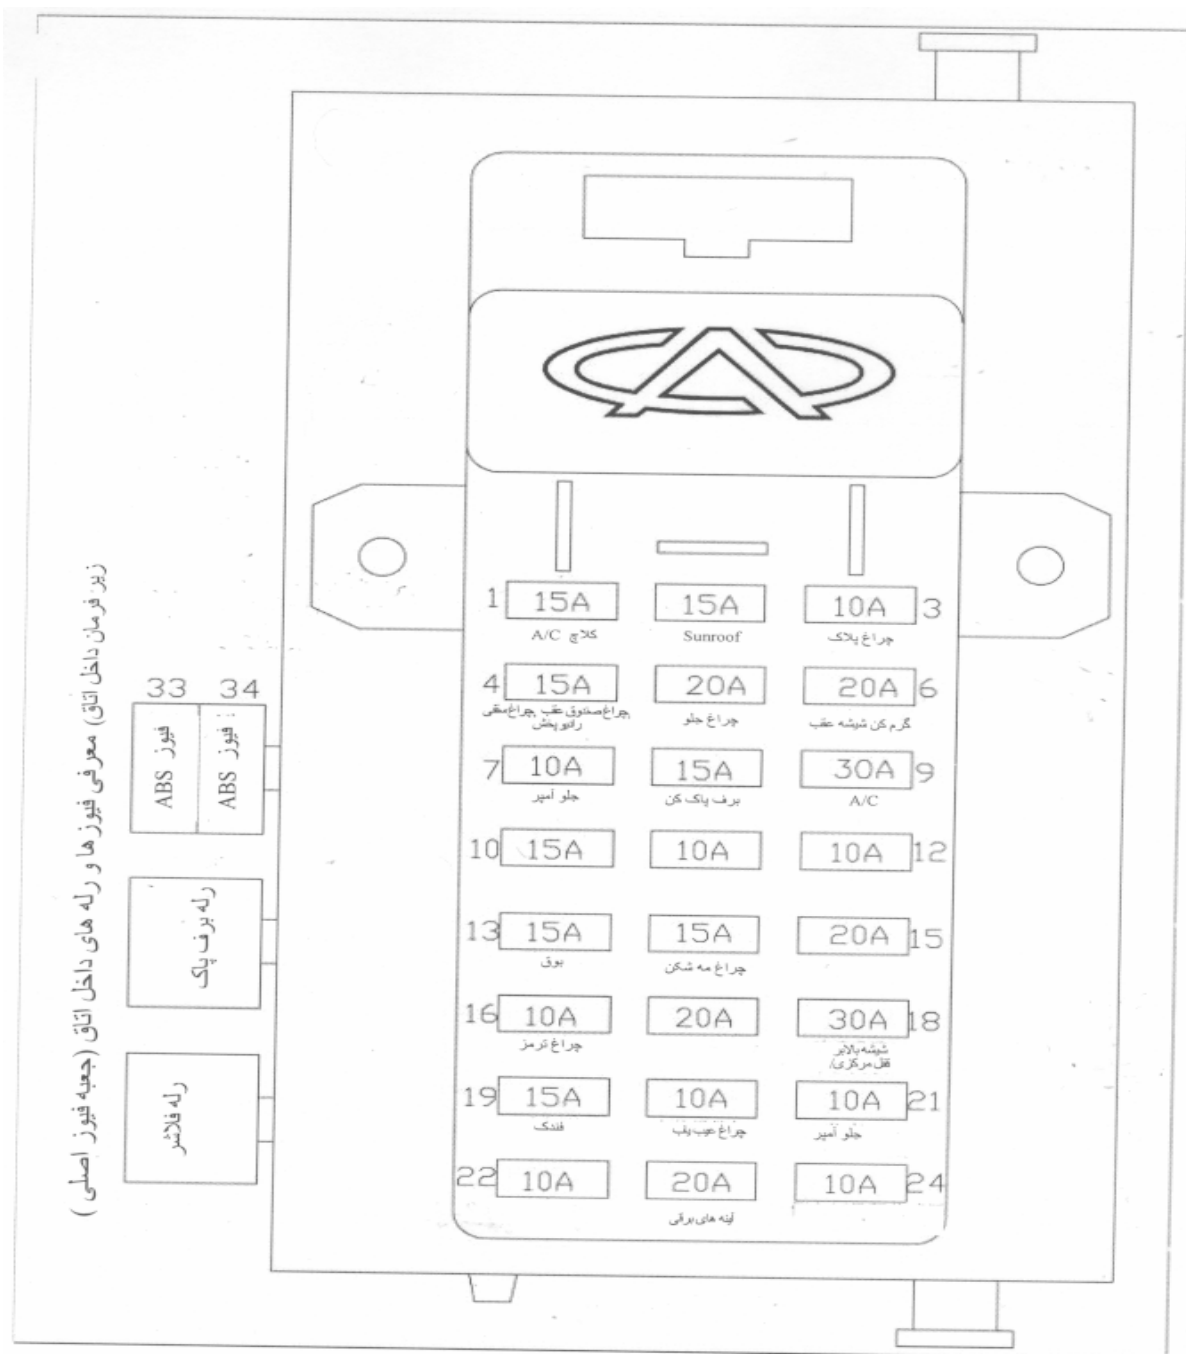 زیر فرمان داخل اتاق) معرفی فیوز ها و رله های داخل اتاق (جعبه فیوز اصلی )
33 34
فیوز ABS
فیوز ABS
رله برف پاک
رله فلاشر
1 15A 15A 10A 3
کلاچ A/C
Sunroof
چراغ پلاک
4 15A 20A 20A 6
چراغ صندوق عقب چراغ سقفی
رادیو پخش
چراغ جلو
گرم کن شیشه عقب
7 10A 15A 30A 9
جلو آمپر
برف پاک کن
A/C
10 15A 10A 10A 12
13 15A 15A 20A 15
بوق
چراغ مه شکن
16 10A 20A 30A 18
چراغ ترمز
شیشه بالابر
قفل مرکزی/
19 15A 10A 10A 21
فندک
چراغ عیب یاب
جلو آمپر
22 10A 20A 10A 24
آینه های برقی